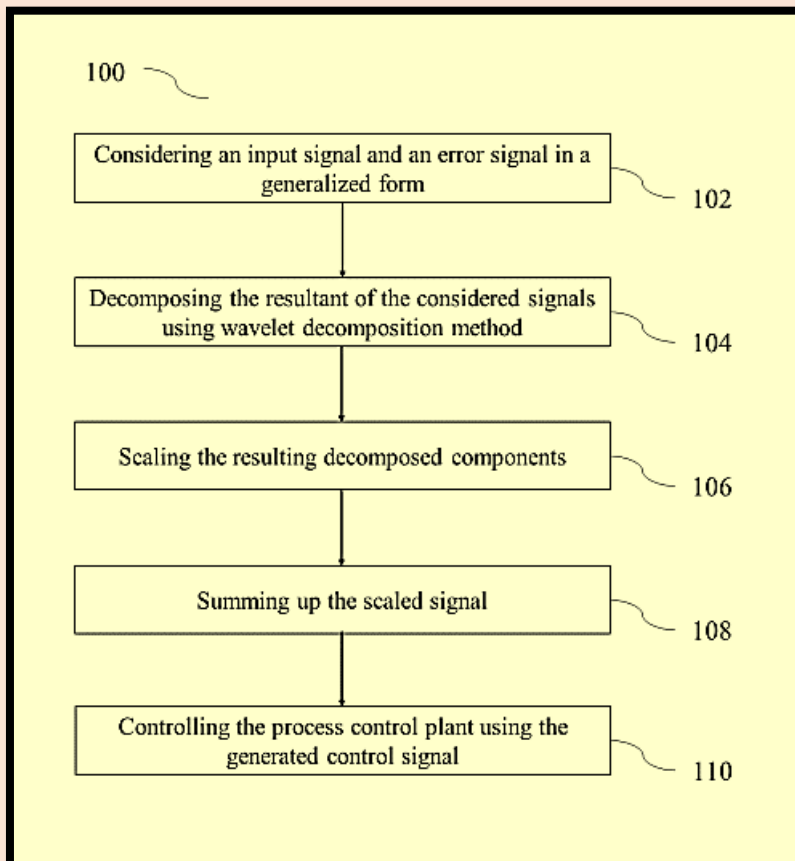 100
Considering an input signal and an error signal in a
generalized form
102
Decomposing the resultant of the considered signals
using wavelet decomposition method
104
Scaling the resulting decomposed components
106
Summing up the scaled signal
108
Controlling the process control plant using the
generated control signal
110